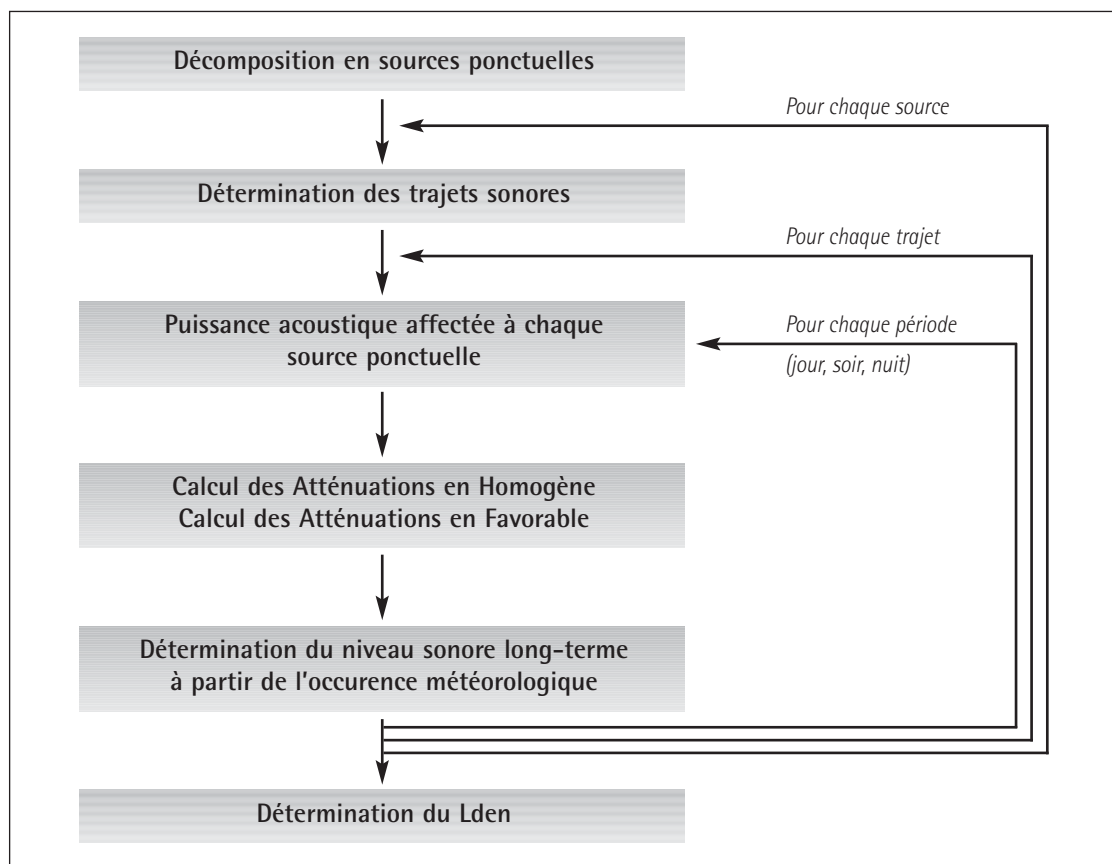 Décomposition en sources ponctuelles
Pour chaque source
Détermination des trajets sonores
Pour chaque trajet
Puissance acoustique affectée à chaque
source ponctuelle
Pour chaque période
(jour, soir, nuit)
Calcul des Atténuations en Homogène
Calcul des Atténuations en Favorable
Détermination du niveau sonore long-terme
à partir de l'occurence météorologique
Détermination du Lden